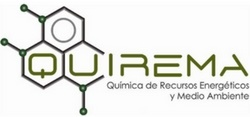 QUIREMA
Química de Recursos Energéticos
y Medio Ambiente